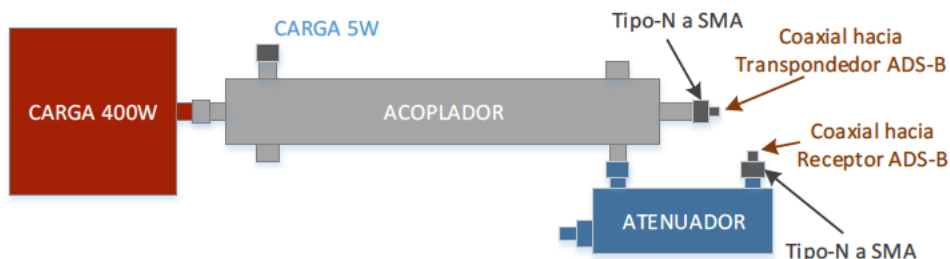 CARGA 5W
Tipo-N a SMA
Coaxial hacia
Transpondedor ADS-B
CARGA 400W
ACOPLADOR
Coaxial hacia
Receptor ADS-B
ATENUADOR
Tipo-N a SMA